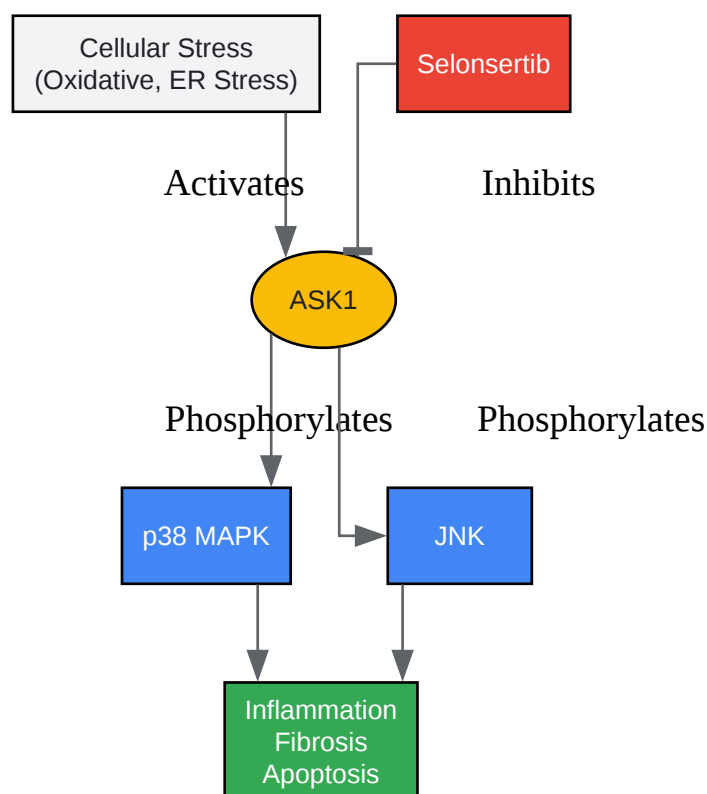 Cellular Stress
(Oxidative, ER Stress)
Selonsertib
Activates
Inhibits
ASK1
Phosphorylates
Phosphorylates
p38 MAPK
JNK
Inflammation
Fibrosis
Apoptosis